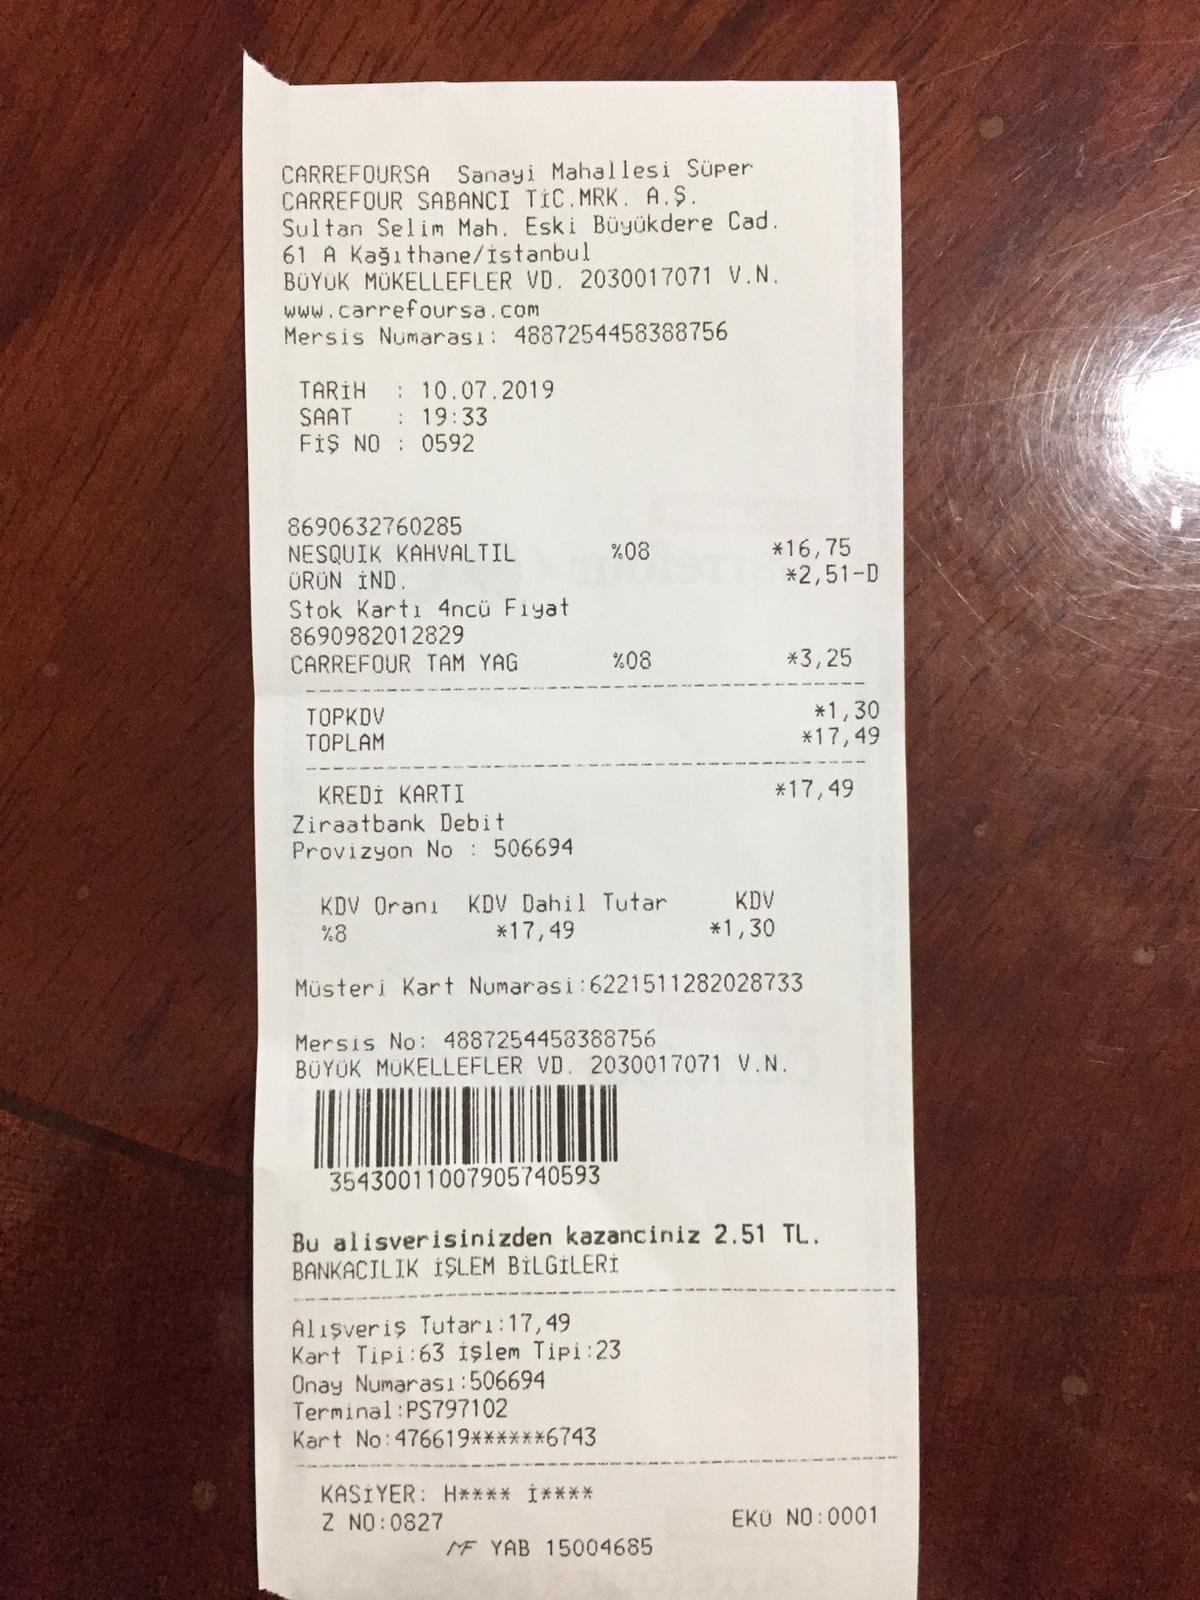 CARREFOURSA Sanayi Mahallesi Süper
CARREFOUR SABANCI TİC.MRK. A.Ş.
Sultan Selim Mah. Eski Büyükdere Cad.
61 A Kağıthane/İstanbul
BÜYÜK MÜKELLEFLER VD. 2030017071 V.N.
www.carrefoursa.com
Mersis Numarası: 4887254458388756
TARİH : 10.07.2019
SAAT : 19:33
FİŞ NO : 0592
8690632760285
NESQUIK KAHVALTIL %08 *16,75
ÜRÜN İND. *2,51-D
Stok Kartı 4ncü Fiyat
8690982012829
CARREFOUR TAM YAG %08 *3,25
TOPKDV *1,30
TOPLAM *17,49
KREDİ KARTI *17,49
Ziraatbank Debit
Provizyon No : 506694
KDV Oranı KDV Dahil Tutar KDV
%8 *17,49 *1,30
Müsteri Kart Numarasi:6221511282028733
Mersis No: 4887254458388756
BÜYÜK MÜKELLEFLER VD. 2030017071 V.N.
35430011007905740593
Bu alisverisinizden kazanciniz 2.51 TL.
BANKACILIK İŞLEM BİLGİLERİ
Alışveriş Tutarı:17,49
Kart Tipi:63 İşlem Tipi:23
Onay Numarası:506694
Terminal:PS797102
Kart No:476619******6743
KASİYER: H**** İ****
Z NO:0827 EKÜ NO:0001
MF YAB 15004685